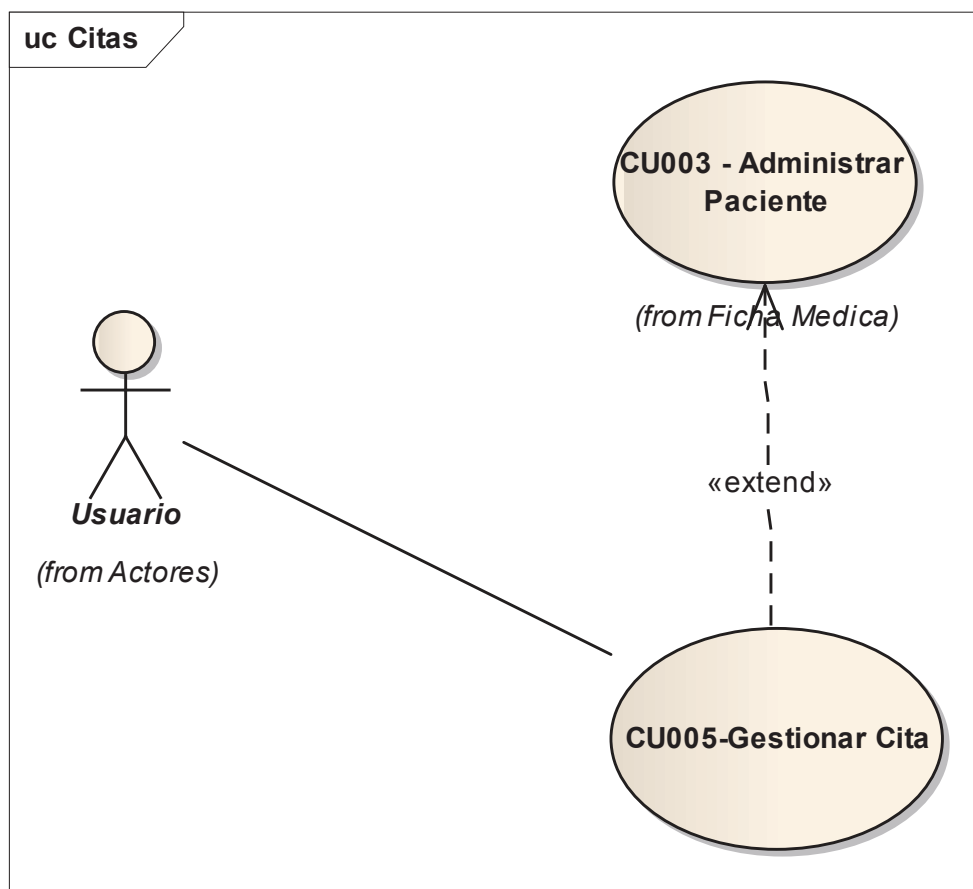 uc Citas
CU003 - Administrar
Paciente
(from Ficha Medica)
Usuario
(from Actores)
«extend»
CU005-Gestionar Cita